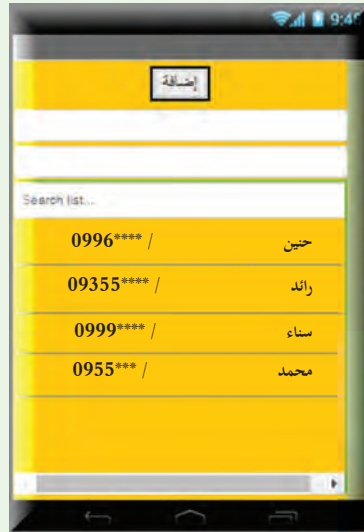 9:45
إضافة
Search list...
حنين / 0996****
رائد / 09355****
سناء / 0999****
محمد / 0955***